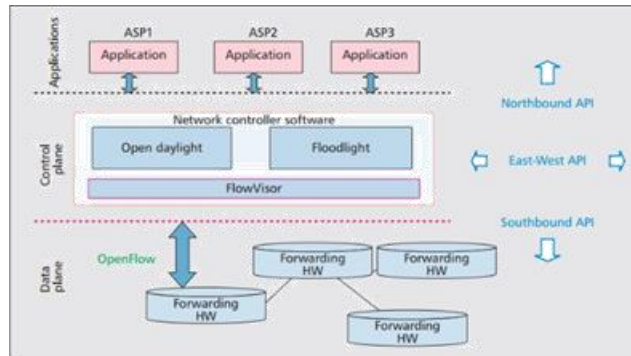 Applications
ASP1
ASP2
ASP3
Application
Application
Application
Northbound API
Control
plane
Network controller software
Open daylight
Floodlight
FlowVisor
East-West API
Southbound API
Data
plane
OpenFlow
Forwarding
HW
Forwarding
HW
Forwarding
HW
Forwarding
HW